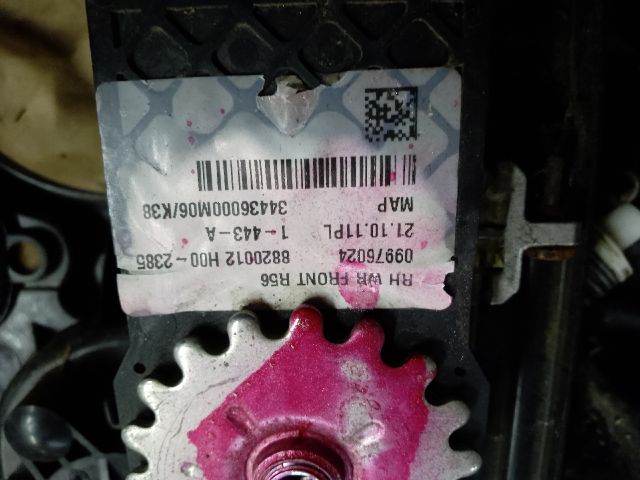 RH WR FRONT R56
09976024 8820012 H00-2385
21.10.11PL 1-443-A
MAP 34436000M06/K38